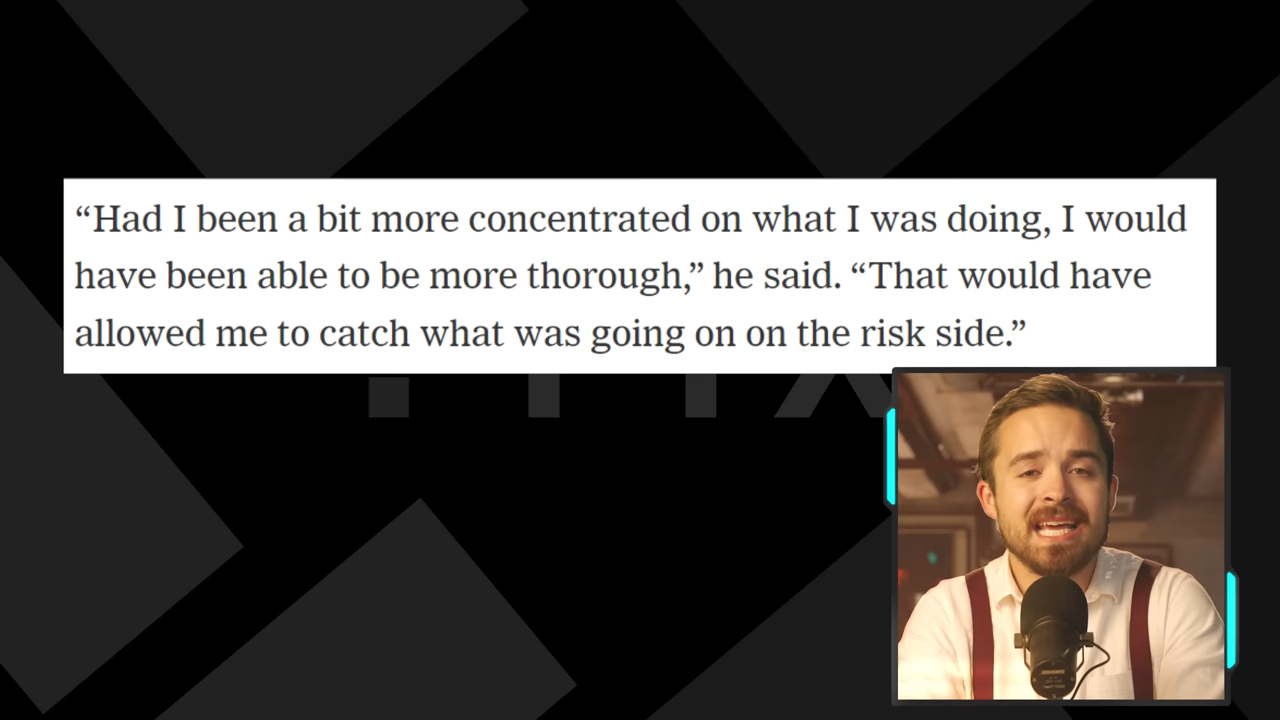 “Had I been a bit more concentrated on what I was doing, I would
have been able to be more thorough,” he said. “That would have
allowed me to catch what was going on on the risk side.”